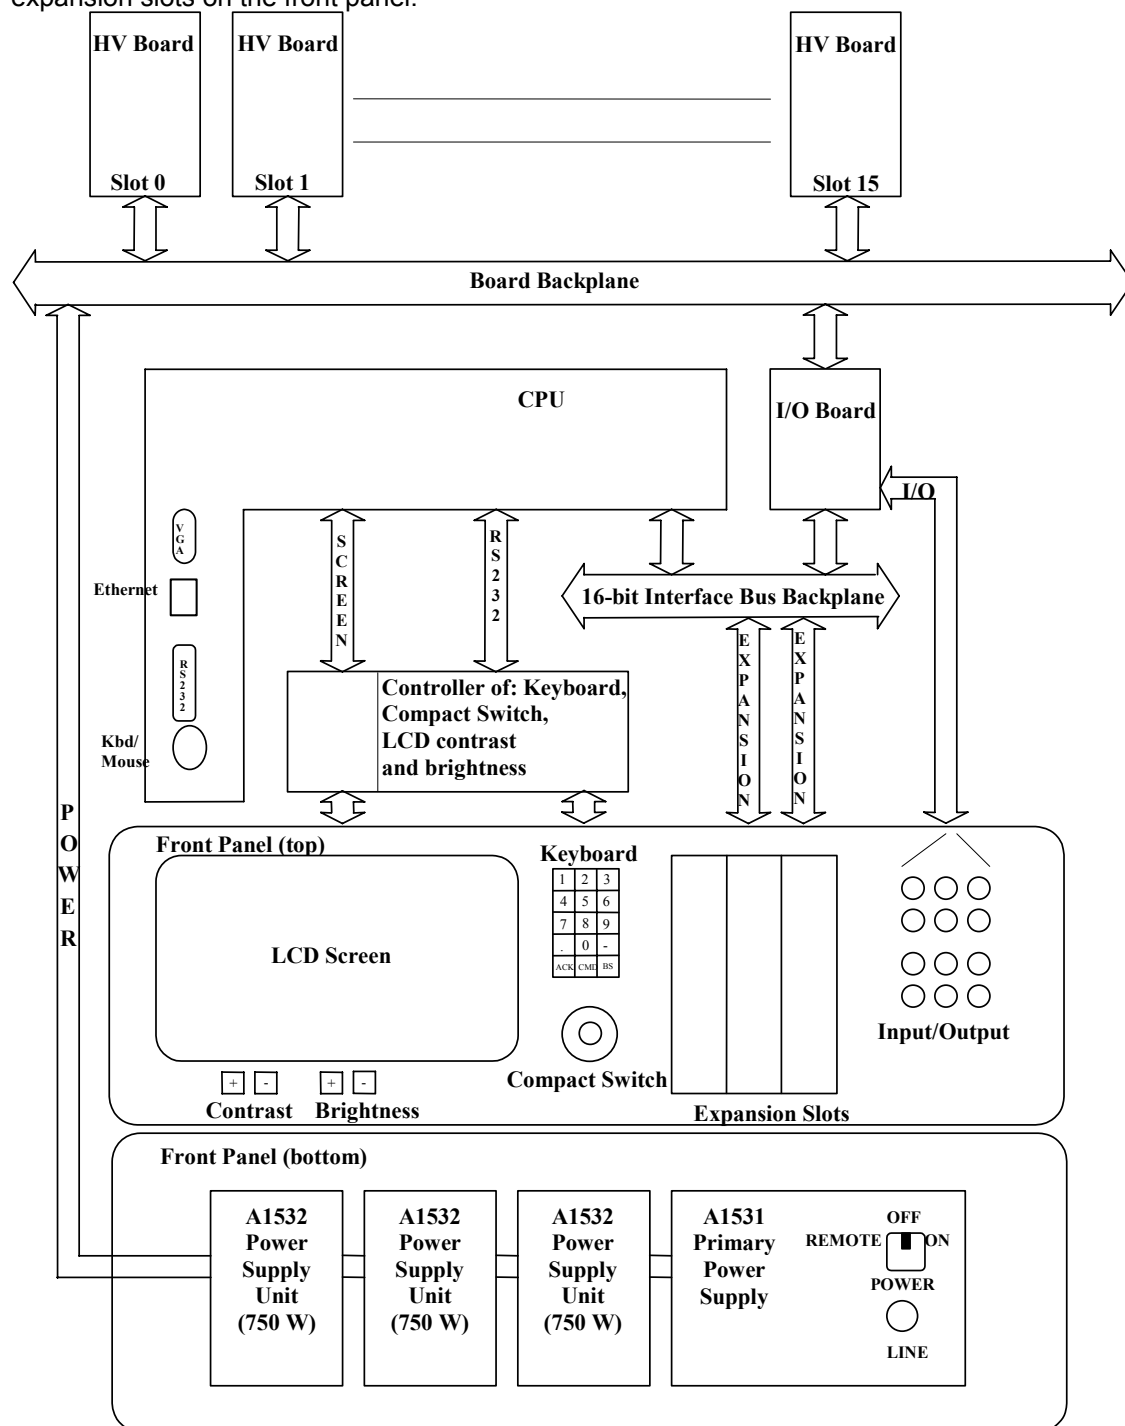 expansion slots on the front panel.
HV Board
HV Board
HV Board
Slot 0
Slot 1
Slot 15
Board Backplane
CPU
I/O Board
I/O
VGA
SCREEN
RS232
Ethernet
16-bit Interface Bus Backplane
EXPANSION
EXPANSION
RS232
Controller of: Keyboard,
Compact Switch,
LCD contrast
and brightness
Kbd/
Mouse
POWER
Front Panel (top)
Keyboard
1 2 3
4 5 6
7 8 9
. 0 -
ACK CMD BS
LCD Screen
Input/Output
Compact Switch
+ -
+ -
Contrast
Brightness
Expansion Slots
Front Panel (bottom)
A1532
Power
Supply
Unit
(750 W)
A1532
Power
Supply
Unit
(750 W)
A1532
Power
Supply
Unit
(750 W)
A1531
Primary
Power
Supply
OFF
REMOTE
ON
POWER
LINE